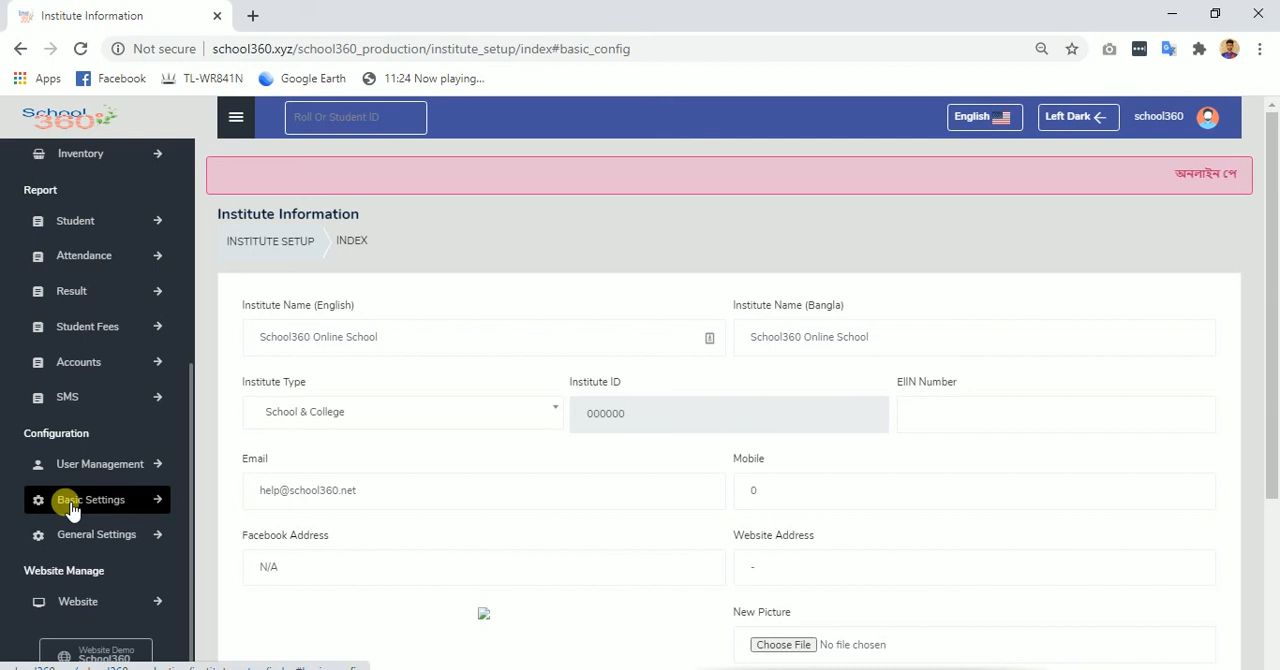 Institute Information
Not secure
school360.xyz/school360_production/institute_setup/index#basic_config
Apps
Facebook
TL-WR841N
Google Earth
11:24 Now playing...
School
360
Roll Or Student ID
English
Left Dark
school360
অনলাইন পে
Inventory
Report
Student
Attendance
Result
Student Fees
Accounts
SMS
Configuration
User Management
Basic Settings
General Settings
Website Manage
Website
Website Demo
School360
Institute Information
INSTITUTE SETUP
INDEX
Institute Name (English)
Institute Name (Bangla)
School360 Online School
School360 Online School
Institute Type
Institute ID
EIIN Number
School & College
000000
Email
Mobile
help@school360.net
0
Facebook Address
Website Address
N/A
-
New Picture
Choose File No file chosen